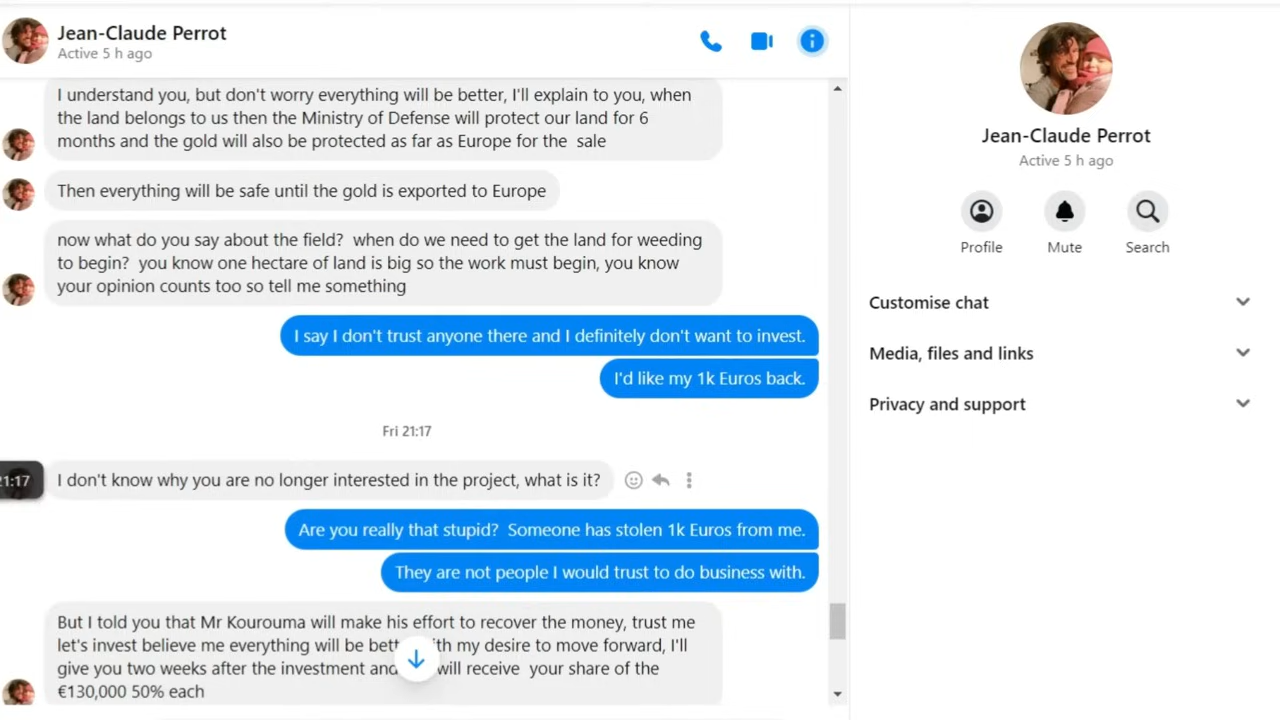 Jean-Claude Perrot
Active 5 h ago
I understand you, but don't worry everything will be better, I'll explain to you, when
the land belongs to us then the Ministry of Defense will protect our land for 6
months and the gold will also be protected as far as Europe for the  sale
Then everything will be safe until the gold is exported to Europe
now what do you say about the field?  when do we need to get the land for weeding
to begin?  you know one hectare of land is big so the work must begin, you know
your opinion counts too so tell me something
I say I don't trust anyone there and I definitely don't want to invest.
I'd like my 1k Euros back.
Fri 21:17
21:17
I don't know why you are no longer interested in the project, what is it?
Are you really that stupid?  Someone has stolen 1k Euros from me.
They are not people I would trust to do business with.
But I told you that Mr Kourouma will make his effort to recover the money, trust me
let's invest believe me everything will be with my desire to move forward, I'll
give you two weeks after the investment and will receive  your share of the
€130,000 50% each
Jean-Claude Perrot
Active 5 h ago
Profile
Mute
Search
Customise chat
Media, files and links
Privacy and support